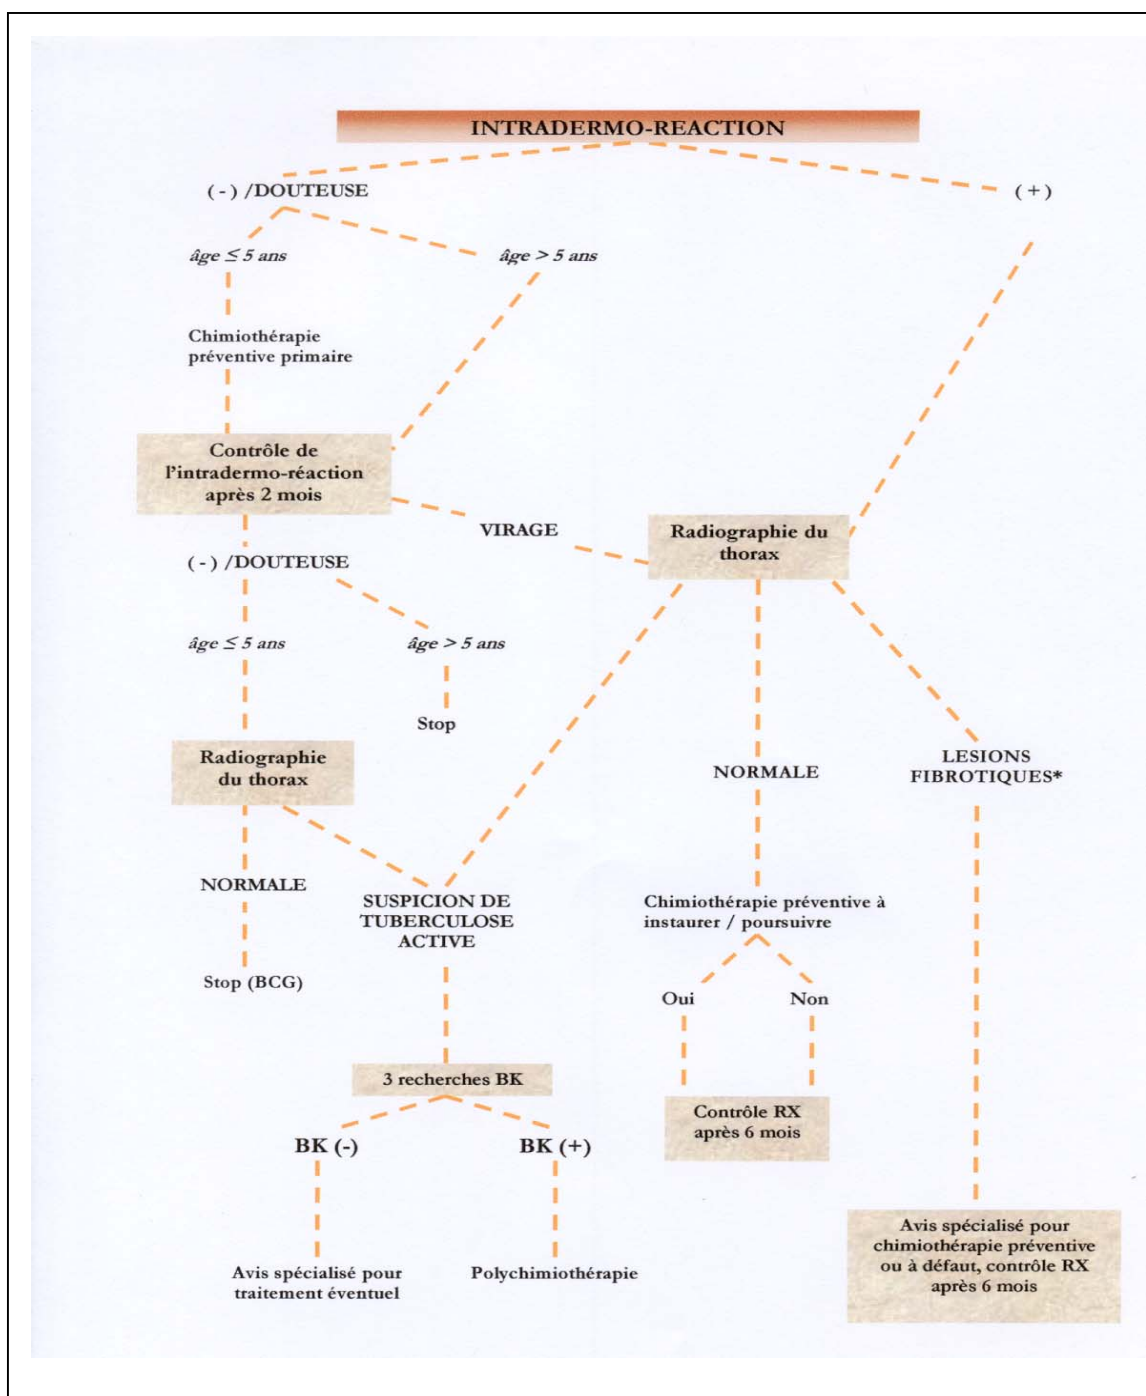 INTRADERMO-REACTION
( - ) /DOUTEUSE
( + )
âge ≤ 5 ans
âge > 5 ans
Chimiothérapie
préventive primaire
Contrôle de
l'intradermo-réaction
après 2 mois
VIRAGE
Radiographie du
thorax
( - ) /DOUTEUSE
âge ≤ 5 ans
âge > 5 ans
Stop
Radiographie
du thorax
NORMALE
LESIONS
FIBROTIQUES*
NORMALE
SUSPICION DE
TUBERCULOSE
ACTIVE
Chimiothérapie préventive à
instaurer / poursuivre
Stop (BCG)
Oui
Non
3 recherches BK
Contrôle RX
après 6 mois
BK (-)
BK (+)
Avis spécialisé pour
chimiothérapie préventive
ou à défaut, contrôle RX
après 6 mois
Avis spécialisé pour
traitement éventuel
Polychimiothérapie